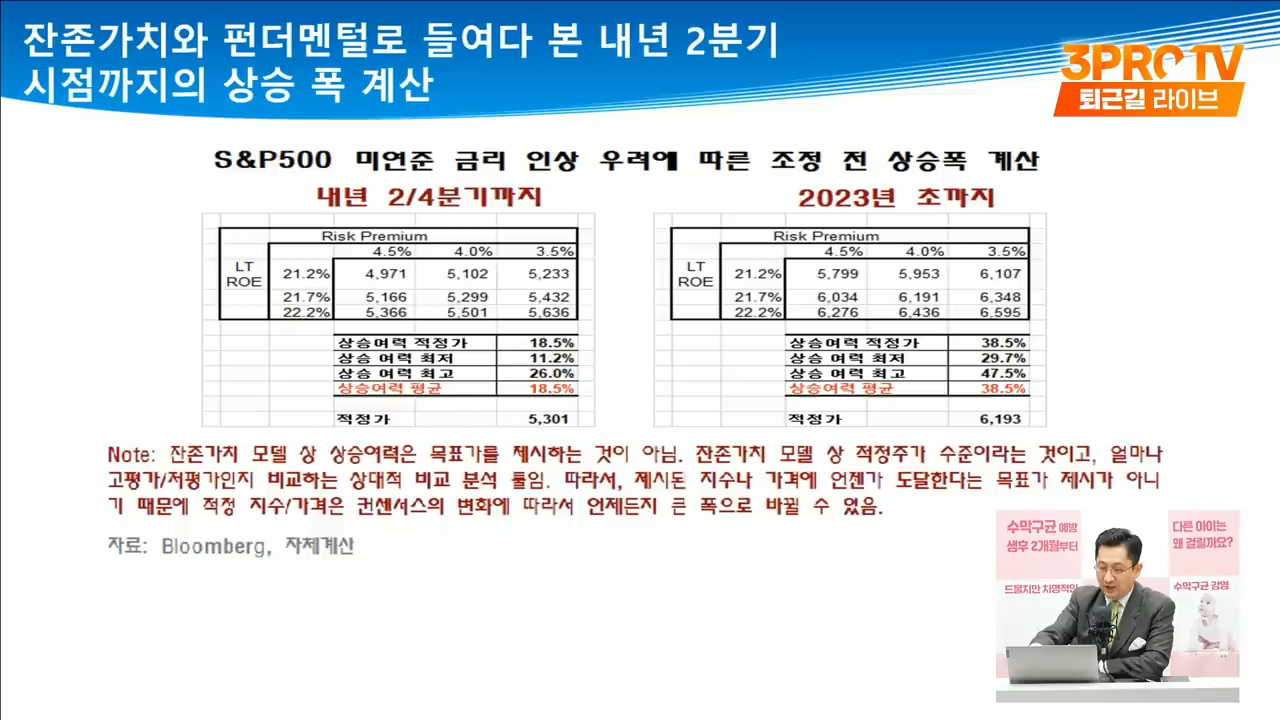 잔존가치와 펀더멘털로 들여다 본 내년 2분기
시점까지의 상승 폭 계산
3PRO TV
퇴근길 라이브
S&P500 미연준 금리 인상 우려에 따른 조정 전 상승폭 계산
내년 2/4분기까지
Risk Premium
4.5% 4.0% 3.5%
LT ROE 21.2% 4,971 5,102 5,233
21.7% 5,166 5,299 5,432
22.2% 5,366 5,501 5,636
상승여력 적정가 18.5%
상승 여력 최저 11.2%
상승 여력 최고 26.0%
상승여력 평균 18.5%
적정가 5,301
2023년 초까지
Risk Premium
4.5% 4.0% 3.5%
LT ROE 21.2% 5,799 5,953 6,107
21.7% 6,034 6,191 6,348
22.2% 6,276 6,436 6,595
상승여력 적정가 38.5%
상승 여력 최저 29.7%
상승 여력 최고 47.5%
상승여력 평균 38.5%
적정가 6,193
Note: 잔존가치 모델 상 상승여력은 목표가를 제시하는 것이 아님. 잔존가치 모델 상 적정주가 수준이라는 것이고, 얼마나
고평가/저평가인지 비교하는 상대적 비교 분석 툴임. 따라서, 제시된 지수나 가격에 언젠가 도달한다는 목표가 제시가 아니
기 때문에 적정 지수/가격은 컨센서스의 변화에 따라서 언제든지 큰 폭으로 바뀔 수 있음.
자료: Bloomberg, 자체계산
수막구균 예방
생후 2개월부터
다른 아이는
왜 걸릴까요?
드물지만 치명적인
수막구균 감염